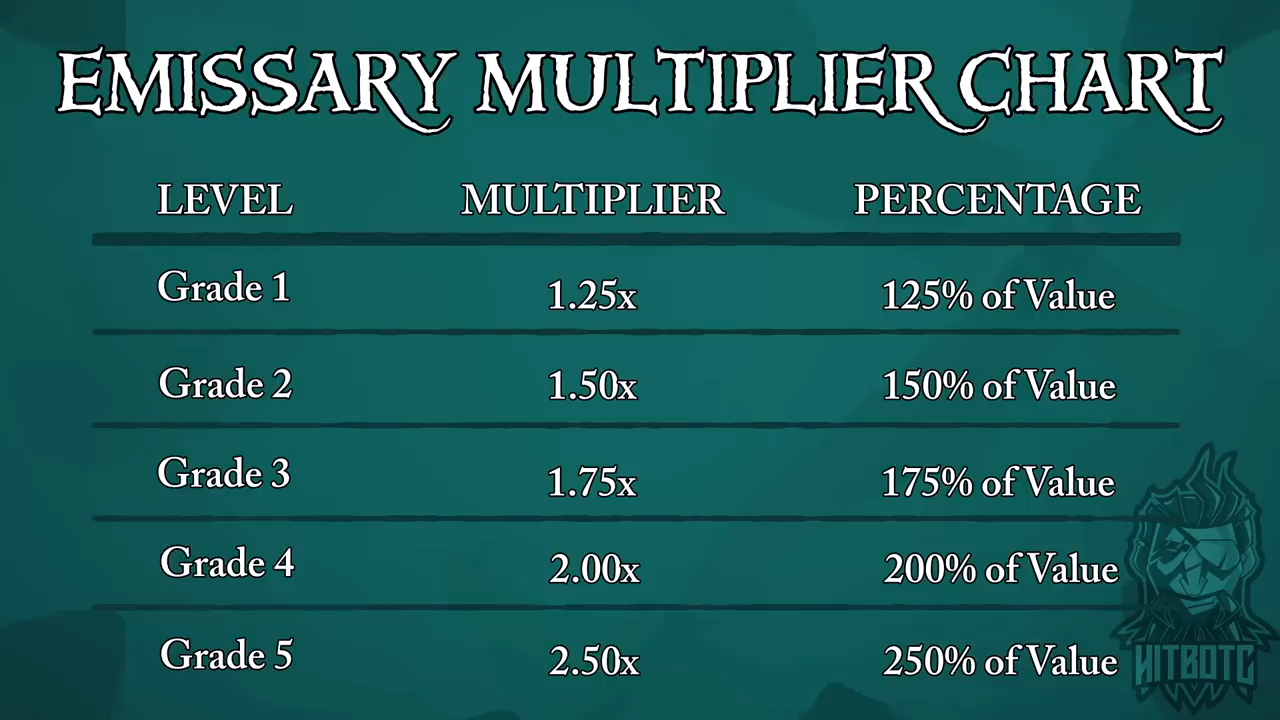 EMISSARY MULTIPLIER CHART
LEVEL MULTIPLIER PERCENTAGE
Grade 1 1.25x 125% of Value
Grade 2 1.50x 150% of Value
Grade 3 1.75x 175% of Value
Grade 4 2.00x 200% of Value
Grade 5 2.50x 250% of Value
HITBOTC